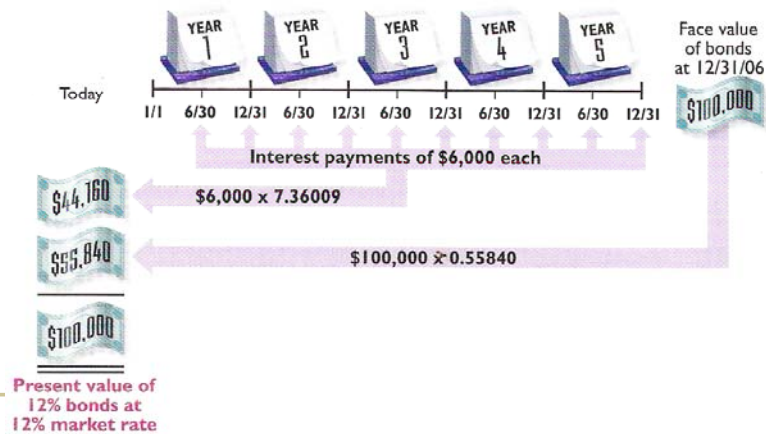 YEAR
1
YEAR
2
YEAR
3
YEAR
4
YEAR
5
Face value
of bonds
at 12/31/06
$100,000
Today
1/1 6/30 12/31 6/30 12/31 6/30 12/31 6/30 12/31 6/30 12/31
Interest payments of $6,000 each
$44,160
$6,000 x 7.36009
$55,840
$100,000 x 0.55840
$100,000
Present value of
12% bonds at
12% market rate